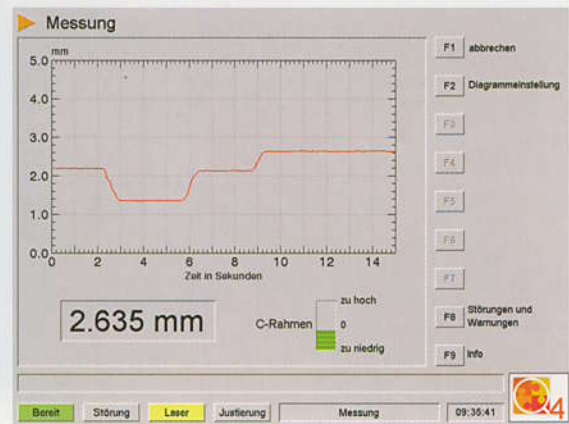 Messung
mm
5.0
4.0
3.0
2.0
1.0
0.0
0 2 4 6 8 10 12 14
Zeit in Sekunden
2.635 mm
C-Rahmen
zu hoch
0
zu niedrig
F1 abbrechen
F2 Diagrammeinstellung
F3
F4
F5
F6
F7
F8 Störungen und
Warnungen
F9 Info
Bereit Störung Laser Justierung Messung 09:35:41
4